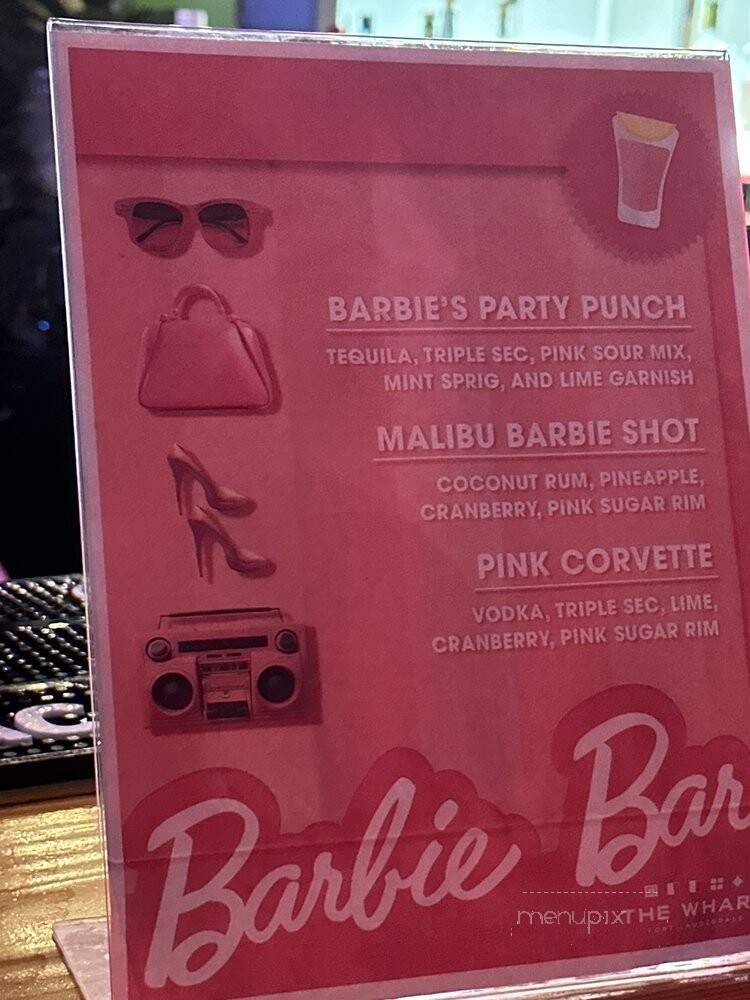 BARBIE'S PARTY PUNCH
TEQUILA, TRIPLE SEC, PINK SOUR MIX,
MINT SPRIG, AND LIME GARNISH
MALIBU BARBIE SHOT
COCONUT RUM, PINEAPPLE,
CRANBERRY, PINK SUGAR RIM
PINK CORVETTE
VODKA, TRIPLE SEC, LIME,
CRANBERRY, PINK SUGAR RIM
Barbie Bar
menupix
THE WHAR
FORT LAUDERDALE